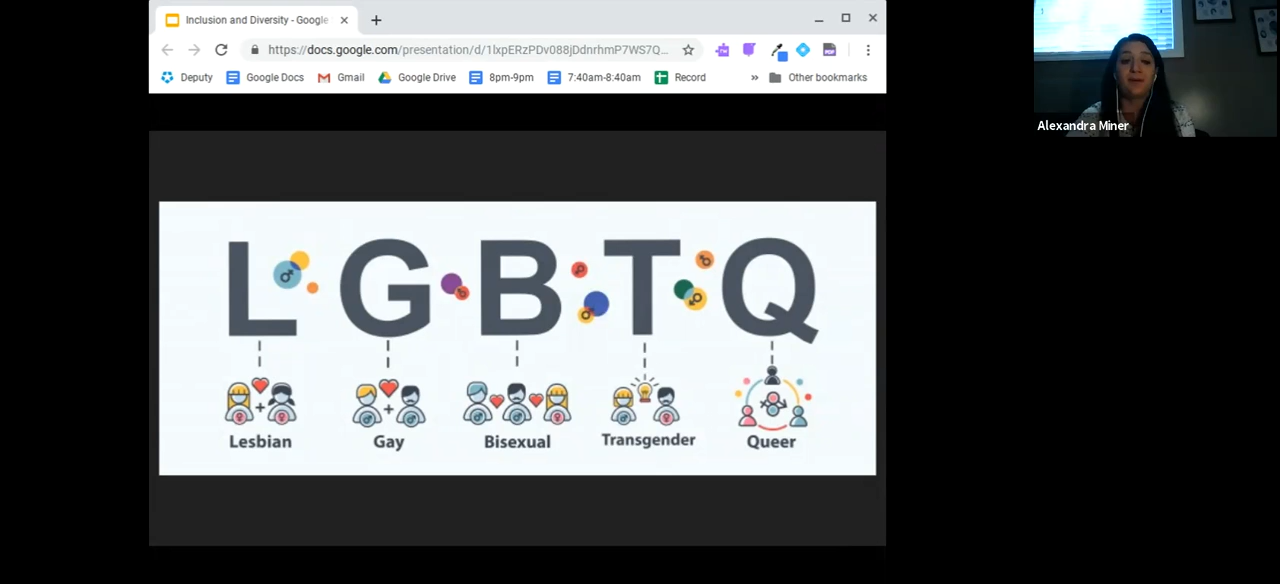 Inclusion and Diversity - Google
https://docs.google.com/presentation/d/1lxpERzPDv088jDdnrhmP7WS7Q...
Deputy Google Docs Gmail Google Drive 8pm-9pm 7:40am-8:40am Record » Other bookmarks
Alexandra Miner
L G B T Q
Lesbian Gay Bisexual Transgender Queer